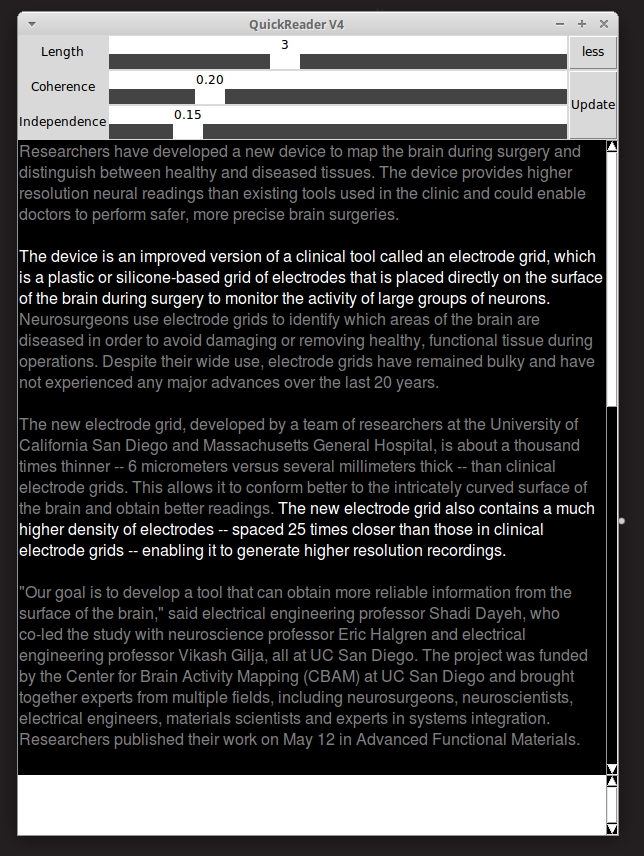 QuickReader V4
Length
3
less
Coherence
0.20
Update
Independence
0.15
Researchers have developed a new device to map the brain during surgery and
distinguish between healthy and diseased tissues. The device provides higher
resolution neural readings than existing tools used in the clinic and could enable
doctors to perform safer, more precise brain surgeries.
The device is an improved version of a clinical tool called an electrode grid, which
is a plastic or silicone-based grid of electrodes that is placed directly on the surface
of the brain during surgery to monitor the activity of large groups of neurons.
Neurosurgeons use electrode grids to identify which areas of the brain are
diseased in order to avoid damaging or removing healthy, functional tissue during
operations. Despite their wide use, electrode grids have remained bulky and have
not experienced any major advances over the last 20 years.
The new electrode grid, developed by a team of researchers at the University of
California San Diego and Massachusetts General Hospital, is about a thousand
times thinner -- 6 micrometers versus several millimeters thick -- than clinical
electrode grids. This allows it to conform better to the intricately curved surface of
the brain and obtain better readings. The new electrode grid also contains a much
higher density of electrodes -- spaced 25 times closer than those in clinical
electrode grids -- enabling it to generate higher resolution recordings.
"Our goal is to develop a tool that can obtain more reliable information from the
surface of the brain," said electrical engineering professor Shadi Dayeh, who
co-led the study with neuroscience professor Eric Halgren and electrical
engineering professor Vikash Gilja, all at UC San Diego. The project was funded
by the Center for Brain Activity Mapping (CBAM) at UC San Diego and brought
together experts from multiple fields, including neurosurgeons, neuroscientists,
electrical engineers, materials scientists and experts in systems integration.
Researchers published their work on May 12 in Advanced Functional Materials.